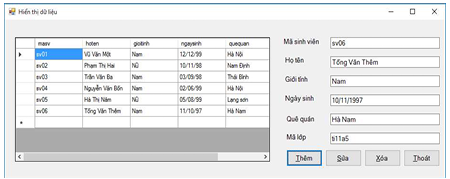 Hiển thị dữ liệu
masv hoten gioitinh ngaysinh quequan
sv01 Vũ Văn Một Nam 12/12/99 Hà Nội
sv02 Phạm Thị Hai Nũ 10/11/98 Nam Định
sv03 Trần Văn Ba Nam 03/09/98 Thái Bình
sv04 Nguyễn Văn Bốn Nam 02/06/99 Hà Nội
sv05 Hà Thị Năm Nũ 05/08/99 Lạng sơn
sv06 Tống Văn Thêm Nam 11/10/97 Hà Nam
Mã sinh viên sv06
Họ tên Tống Văn Thêm
Giới tính Nam
Ngày sinh 10/11/1997
Quê quán Hà Nam
Mã lớp ti11a5
Thêm Sửa Xóa Thoát